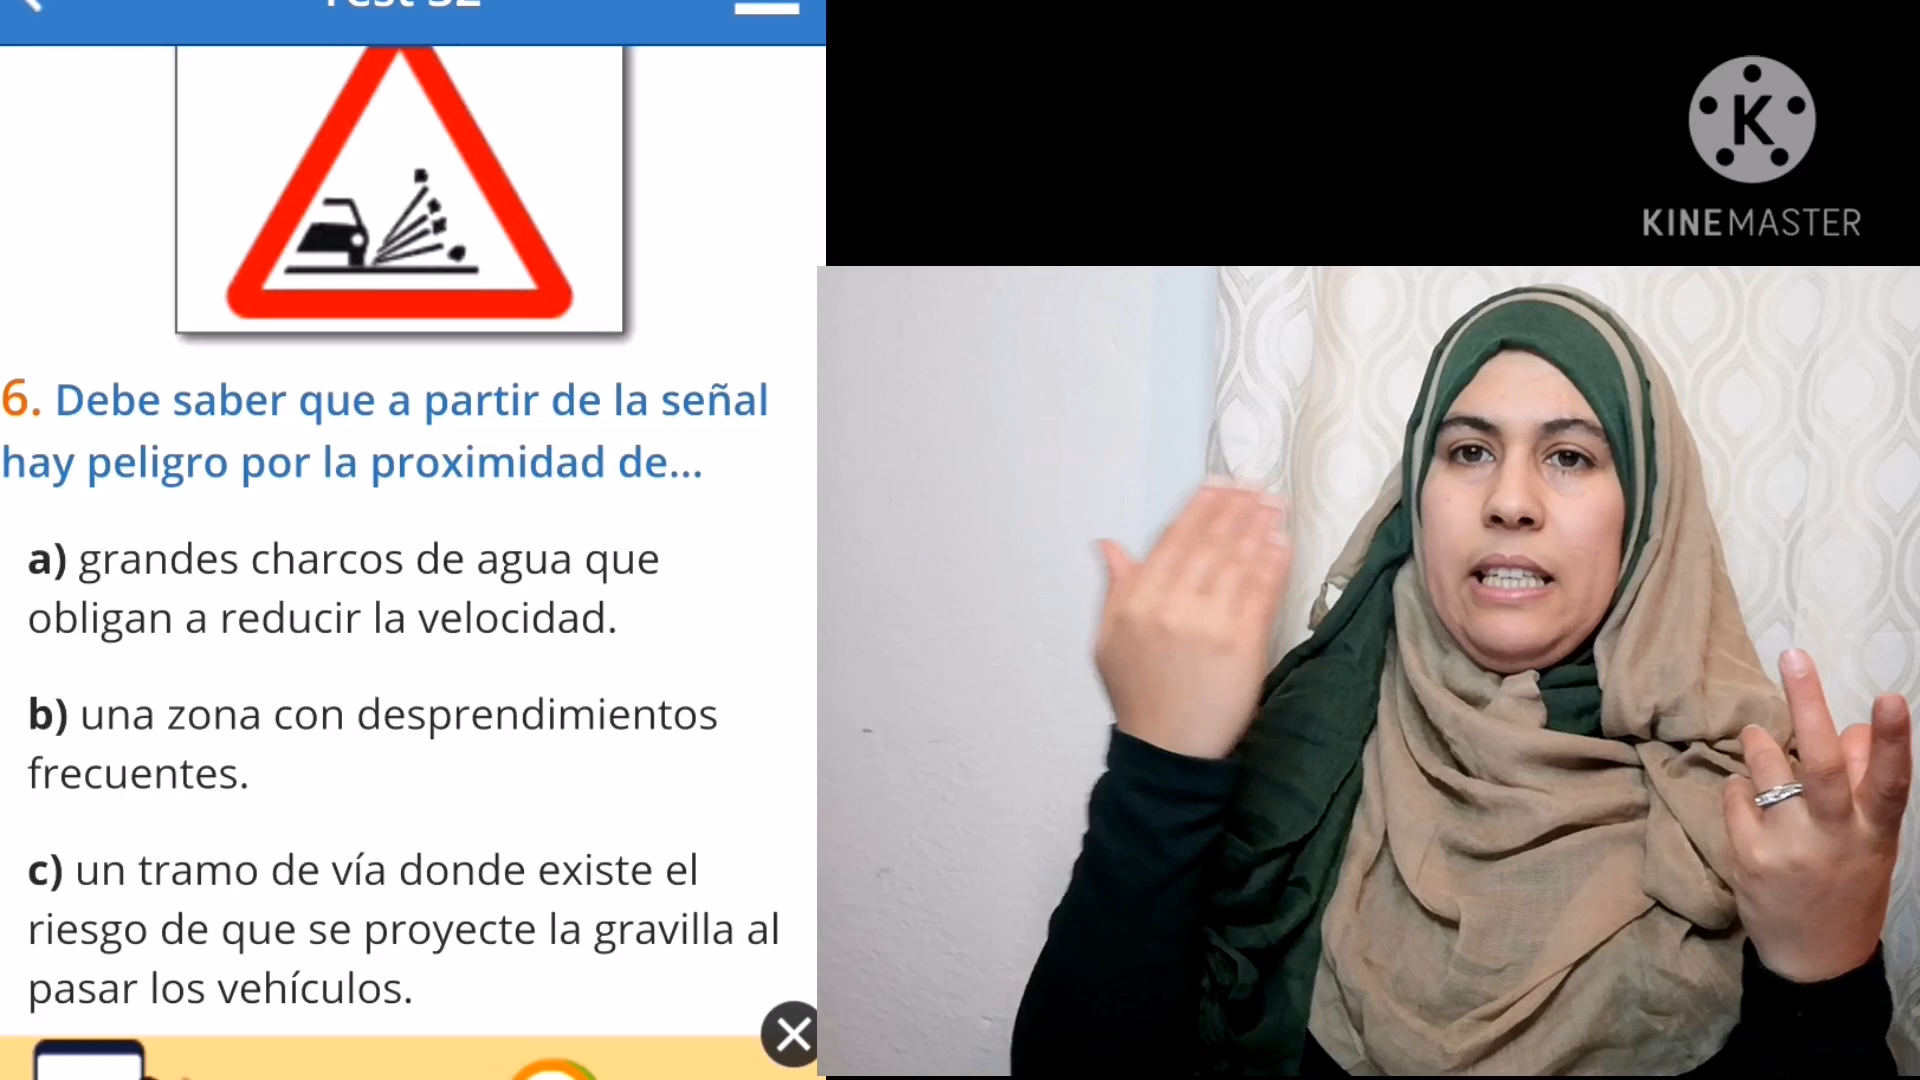 Test 32
K
KINEMASTER
6. Debe saber que a partir de la señal
hay peligro por la proximidad de...
a) grandes charcos de agua que
obligan a reducir la velocidad.
b) una zona con desprendimientos
frecuentes.
c) un tramo de vía donde existe el
riesgo de que se proyecte la gravilla al
pasar los vehículos.